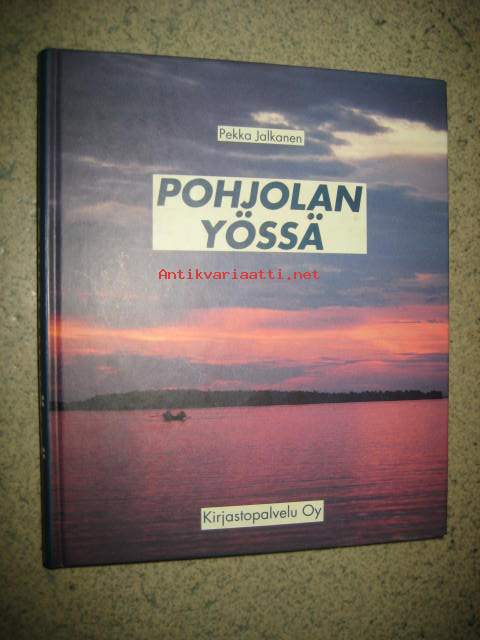 Pekka Jalkanen
POHJOLAN
YÖSSÄ
Antikvariaatti.net
Kirjastopalvelu Oy